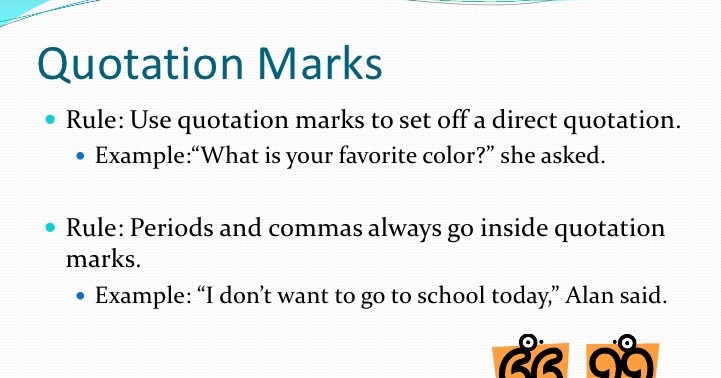 Quotation Marks
Rule: Use quotation marks to set off a direct quotation.
Example:“What is your favorite color?” she asked.
Rule: Periods and commas always go inside quotation
marks.
Example: “I don’t want to go to school today,” Alan said.
66 99